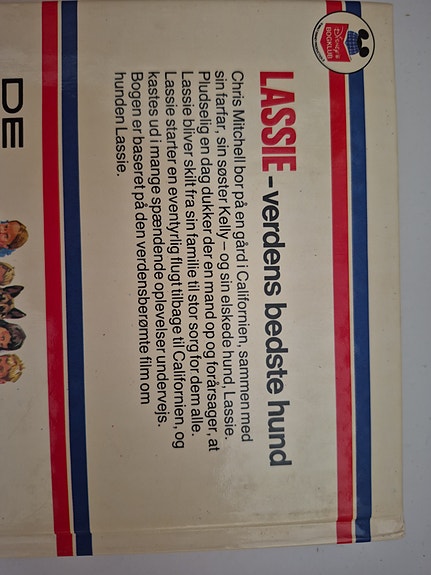 DISNEY'S
BOGKLUB
LASSIE – verdens bedste hund
Chris Mitchell bor på en gård i Californien, sammen med
sin farfar, sin søster Kelly – og sin elskede hund, Lassie.
Pludselig en dag dukker der en mand op og forårsager, at
Lassie bliver skilt fra sin familie til stor sorg for dem alle.
Lassie starter en eventyrlig flugt tilbage til Californien, og
kastes ud i mange spændende oplevelser undervejs.
Bogen er baseret på den verdensberømte film om
hunden Lassie.
DE